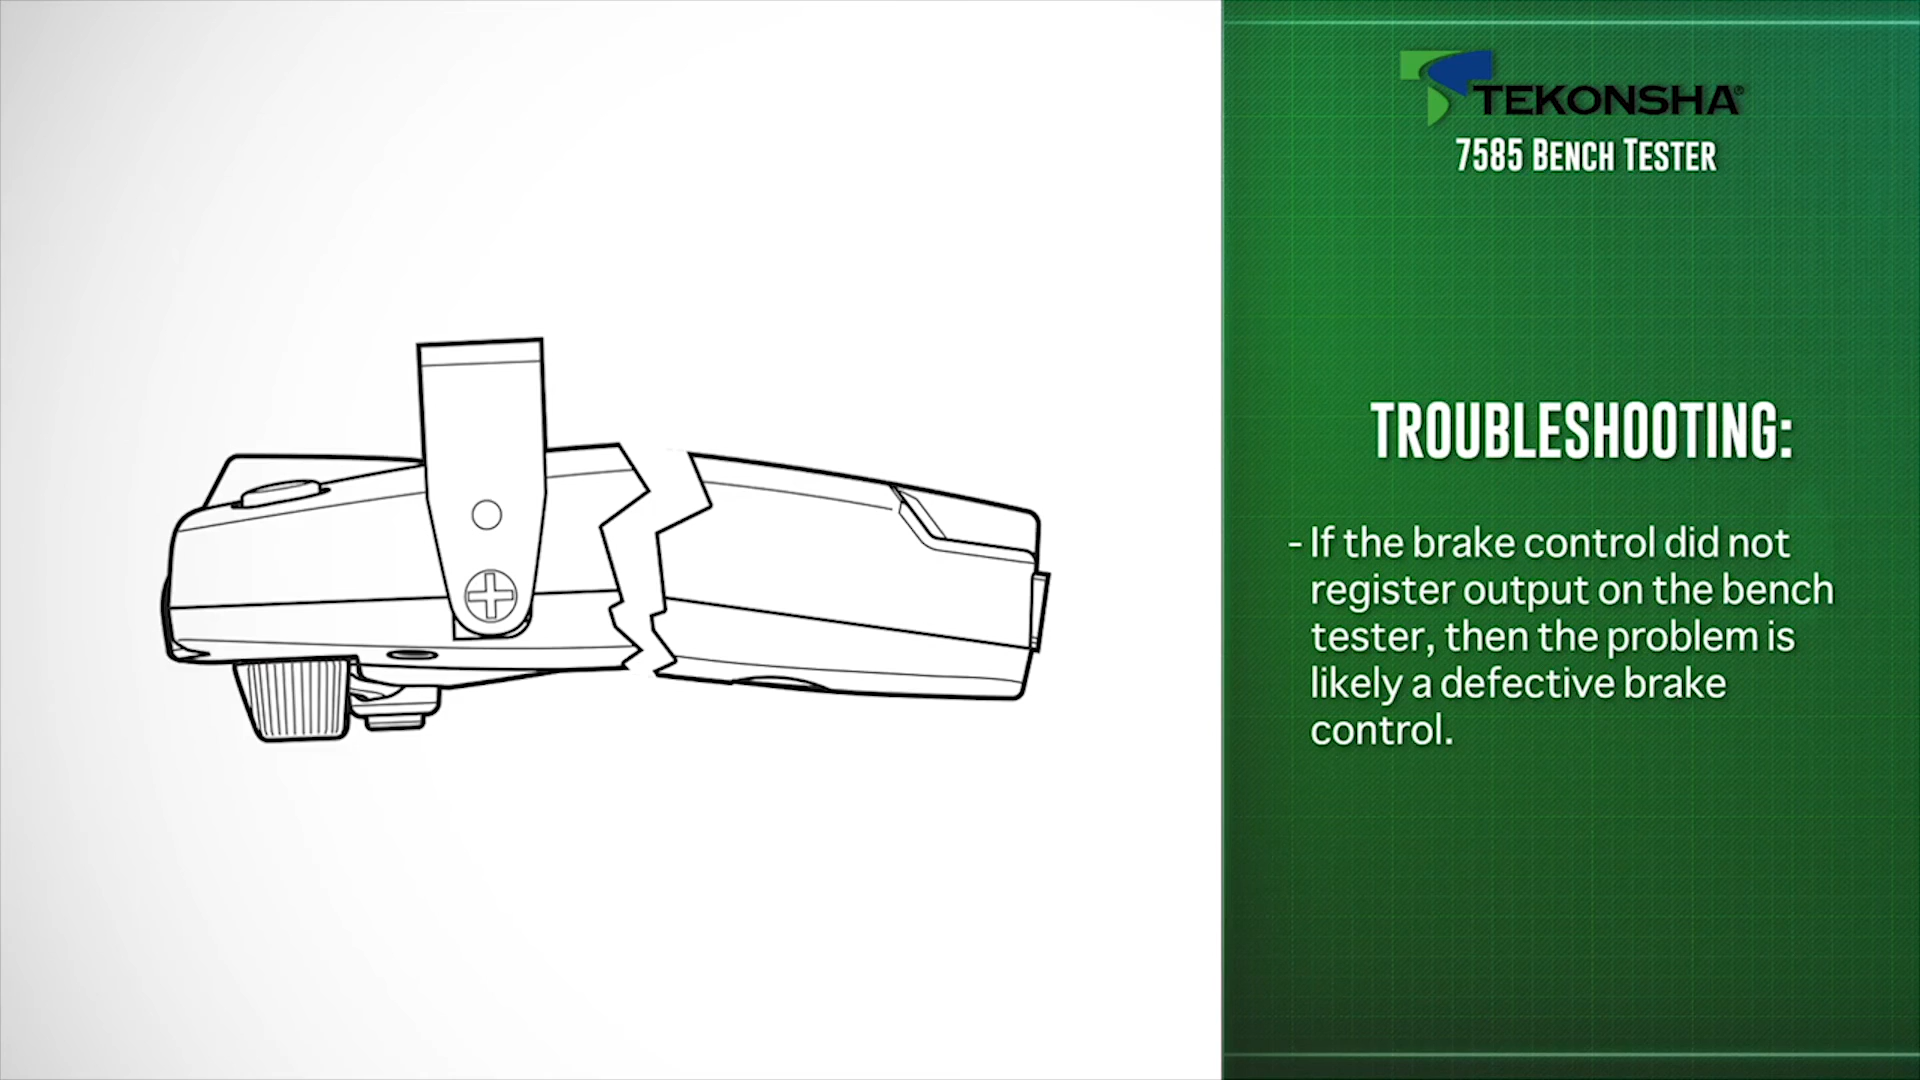 TEKONSHA®
7585 BENCH TESTER
TROUBLESHOOTING:
- If the brake control did not
register output on the bench
tester, then the problem is
likely a defective brake
control.